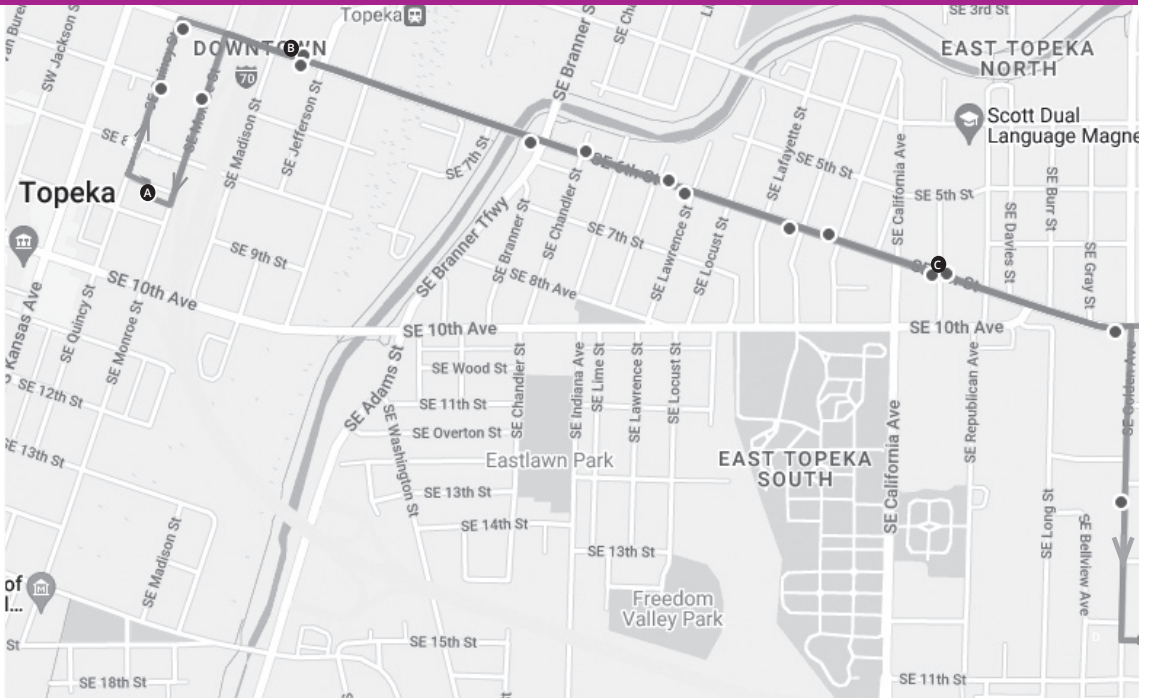 Topeka
SE 3rd St
DOWNTOWN
B
EAST TOPEKA
NORTH
70
SW Jackson S
SE Branner S
SE Madison St
SE Jefferson St
SE 7th St
Scott Dual
Language Magne
SE Lafayette St
SE California Ave
SE 5th St
SE 5th St
SE Burr St
SE 6th St
Topeka
A
SE Davies St
SE Gray St
SE Branner Tfwy
SE Branner St
SE Chandler St
SE 7th St
SE Lawrence St
SE Locust St
SE 9th St
SE 8th Ave
C
SE 10th Ave
SE 10th Ave
SE 10th Ave
Kansas Ave
SE Quincy St
SE Monroe St
SE Adams St
SE Wood St
SE Chandler St
SE Indiana Ave
SE Lime St
SE Lawrence St
SE Locust St
SE Republican Ave
SE Golden Ave
SE 12th St
SE 11th St
SE Washington St
SE Overton St
SE California Ave
SE 13th St
Eastlawn Park
EAST TOPEKA
SOUTH
SE 13th St
SE 14th St
SE Long St
SE Bellview Ave
SE Madison St
SE 13th St
of
Freedom
Valley Park
St
SE 15th St
D
SE 18th St
SE 11th St